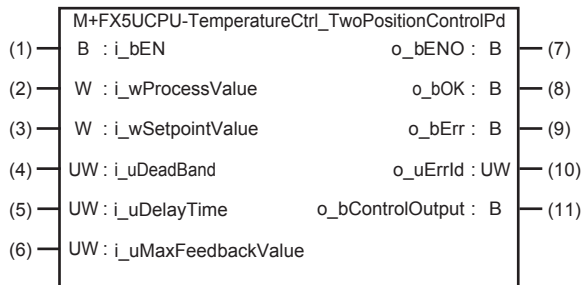 M+FX5UCPU-TemperatureCtrl_TwoPositionControlPd
(1) B : i_bEN o_bENO : B (7)
(2) W : i_wProcessValue o_bOK : B (8)
(3) W : i_wSetpointValue o_bErr : B (9)
(4) UW : i_uDeadBand o_uErrId : UW (10)
(5) UW : i_uDelayTime o_bControlOutput : B (11)
(6) UW : i_uMaxFeedbackValue